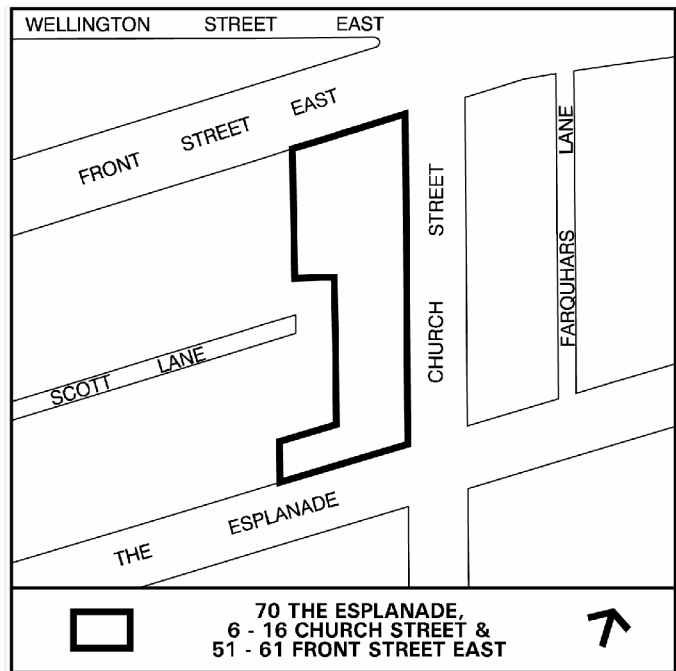 WELLINGTON STREET EAST
FRONT STREET EAST
CHURCH STREET
FARQUHARS LANE
SCOTT LANE
THE ESPLANADE
70 THE ESPLANADE,
6 - 16 CHURCH STREET &
51 - 61 FRONT STREET EAST